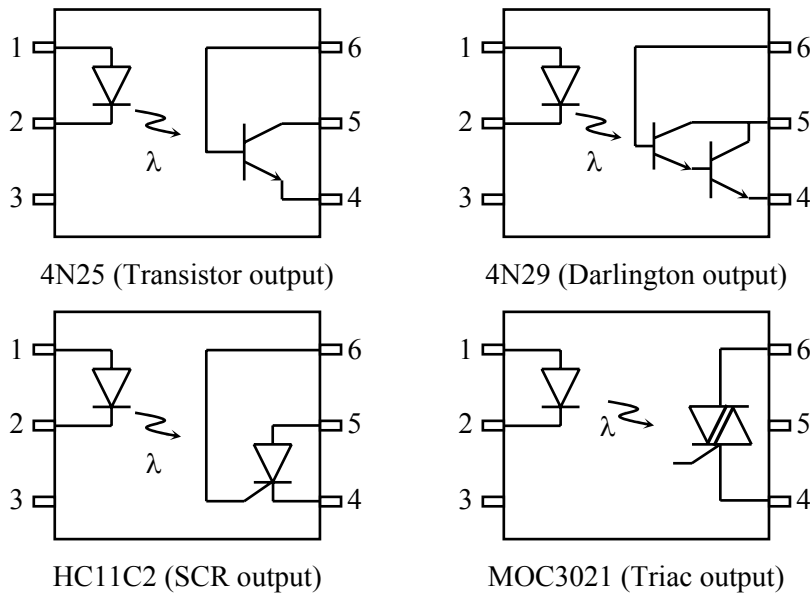 1 6
2 5
λ
3 4
4N25 (Transistor output)
1 6
2 5
λ
3 4
4N29 (Darlington output)
1 6
2 5
λ
3 4
HC11C2 (SCR output)
1 6
λ
2 5
3 4
MOC3021 (Triac output)